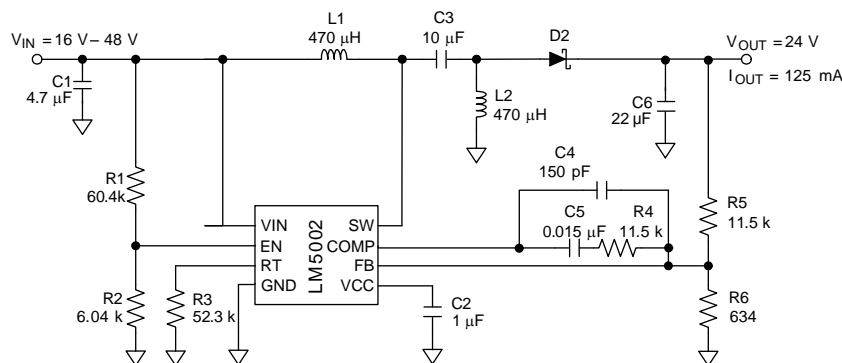 L1
470 μH
C3
10 μF
D2
VIN = 16 V – 48 V
VOUT = 24 V
IOUT = 125 mA
C1
4.7 μF
L2
470 μH
C6
22 μF
C4
150 pF
R1
60.4k
C5
0.015 μF
R4
11.5 k
R5
11.5 k
LM5002
VIN
EN
RT
GND
SW
COMP
FB
VCC
R2
6.04 k
R3
52.3 k
C2
1 μF
R6
634